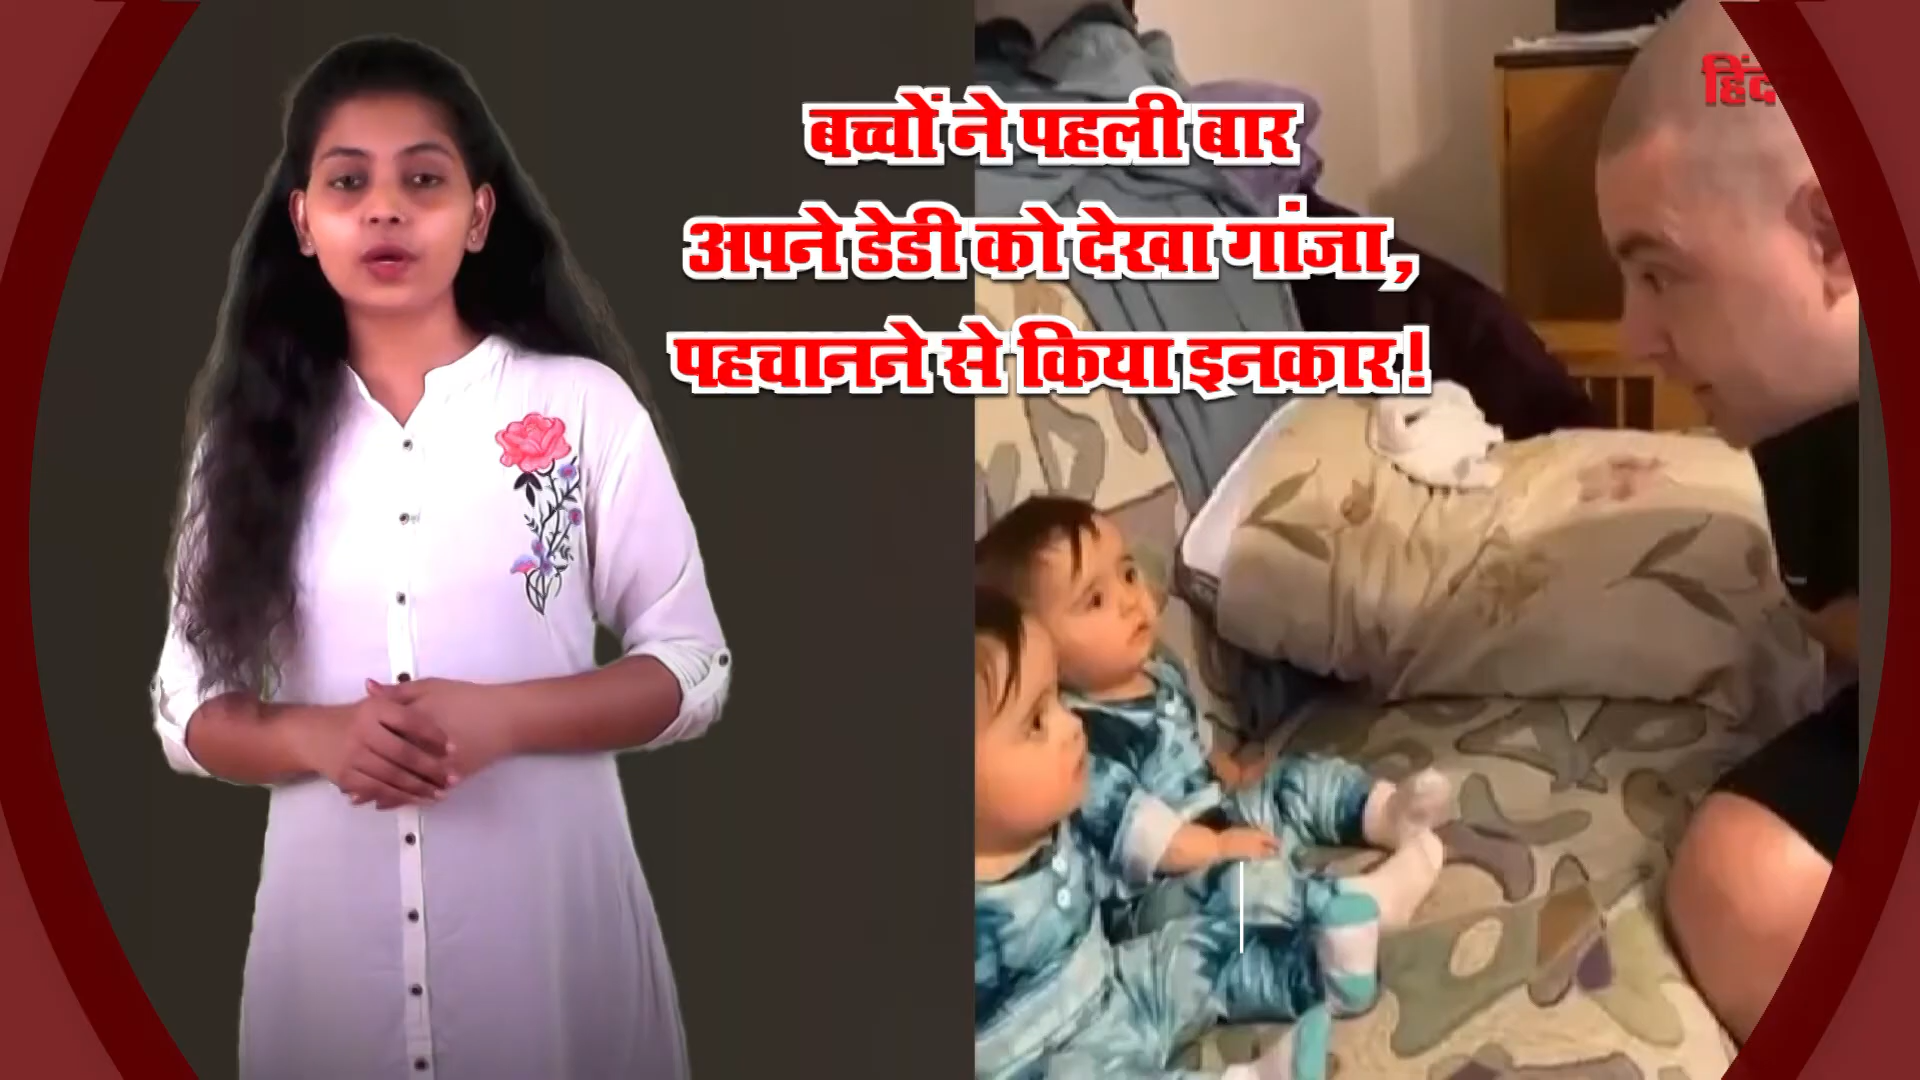 बच्चों ने पहली बार
अपने डेडी को देखा गांजा,
पहचानने से किया इनकार!